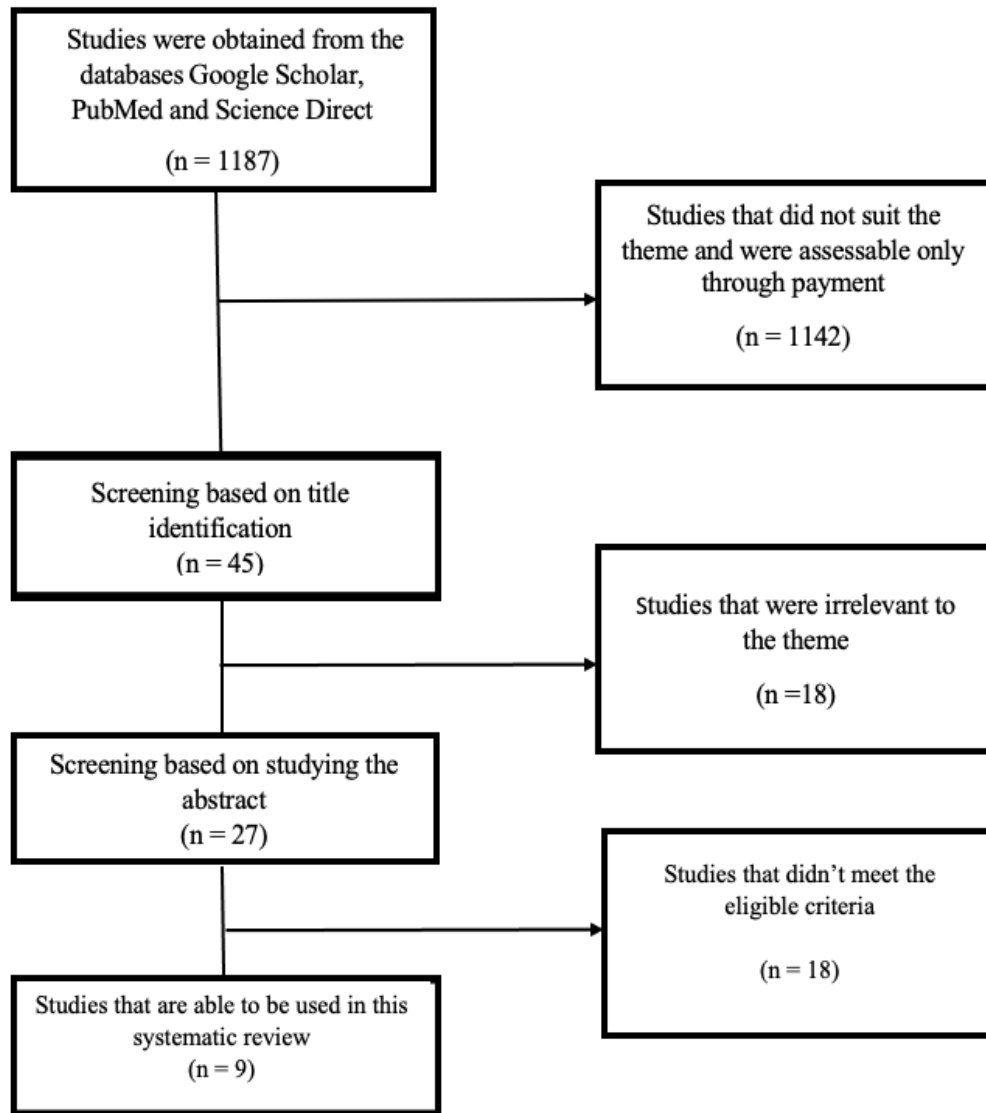 Studies were obtained from the
databases Google Scholar,
PubMed and Science Direct
(n = 1187)
Studies that did not suit the
theme and were assessable only
through payment
(n = 1142)
Screening based on title
identification
(n = 45)
Studies that were irrelevant to
the theme
(n =18)
Screening based on studying the
abstract
(n = 27)
Studies that didn’t meet the
eligible criteria
(n = 18)
Studies that are able to be used in this
systematic review
(n = 9)